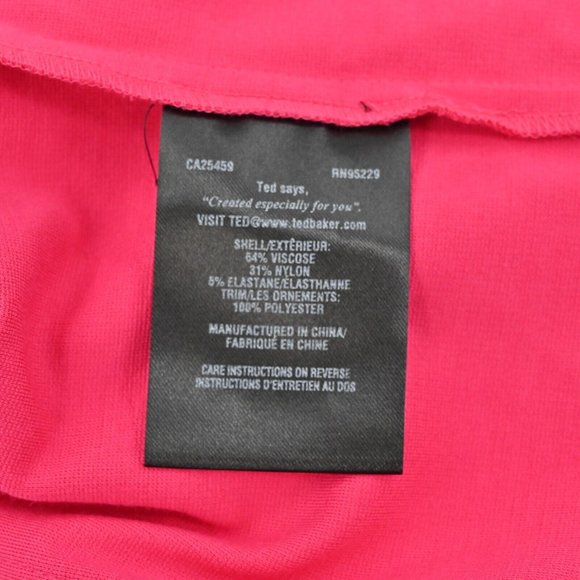 CA25459 RN95229
Ted says,
"Created especially for you".
VISIT TED@www.tedbaker.com
SHELL/EXTÉRIEUR:
64% VISCOSE
31% NYLON
5% ELASTANE/ÉLASTHANNE
TRIM/LES ORNEMENTS:
100% POLYESTER
MANUFACTURED IN CHINA/
FABRIQUÉ EN CHINE
CARE INSTRUCTIONS ON REVERSE
INSTRUCTIONS D'ENTRETIEN AU DOS